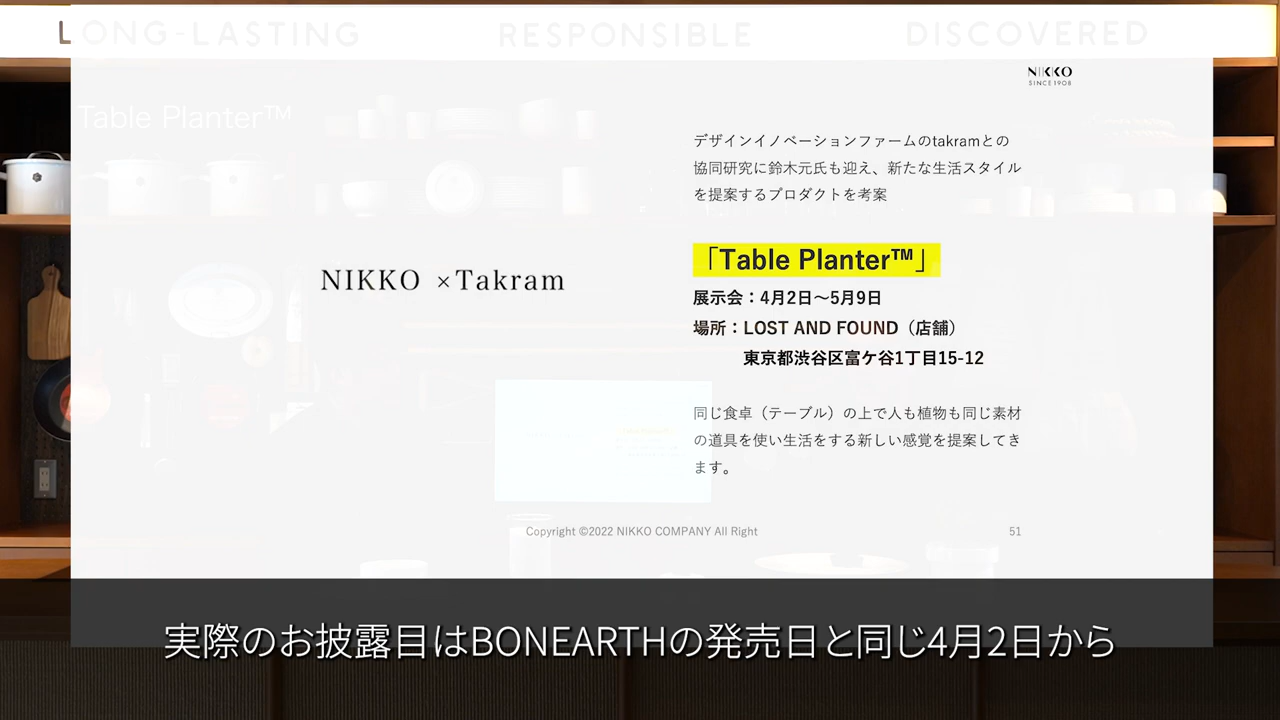 LONG-LASTING
RESPONSIBLE
DISCOVERED
NIKKO
SINCE 1908
Table Planter™
デザインイノベーションファームのtakramとの
協同研究に鈴木元氏も迎え、新たな生活スタイル
を提案するプロダクトを考案
「Table Planter™」
NIKKO ×Takram
展示会：4月2日〜5月9日
場所：LOST AND FOUND（店舗）
東京都渋谷区富ケ谷1丁目15-12
同じ食卓（テーブル）の上で人も植物も同じ素材
の道具を使い生活をする新しい感覚を提案してき
ます。
Copyright ©2022 NIKKO COMPANY All Right
51
実際のお披露目はBONEARTHの発売日と同じ4月2日から